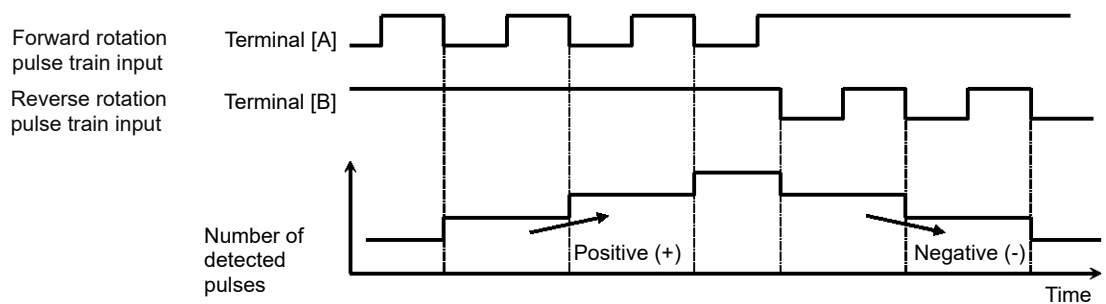 Forward rotation
pulse train input
Terminal [A]
Reverse rotation
pulse train input
Terminal [B]
Number of
detected
pulses
Positive (+)
Negative (-)
Time